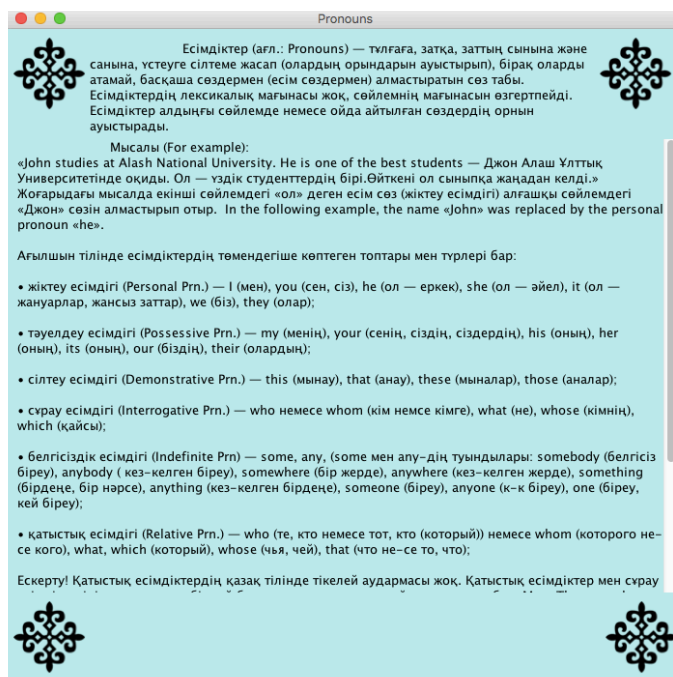 Pronouns
Есімдіктер (ағл.: Pronouns) — тұлғаға, затқа, заттың сынына және
санына, үстеуге сілтеме жасап (олардың орындарын ауыстырып), бірақ оларды
атамай, басқаша сөздермен (есім сөздермен) алмастыратын сөз табы.
Есімдіктердің лексикалық мағынасы жоқ, сөйлемнің мағынасын өзгертпейді.
Есімдіктер алдыңғы сөйлемде немесе ойда айтылған сөздердің орнын
ауыстырады.
Мысалы (For example):
«John studies at Alash National University. He is one of the best students — Джон Алаш Ұлттық
Университетінде оқиды. Ол — үздік студенттердің бірі.Өйткені ол сыныпқа жаңадан келді.»
Жоғарыдағы мысалда екінші сөйлемдегі «ол» деген есім сөз (жіктеу есімдігі) алғашқы сөйлемдегі
«Джон» сөзін алмастырып отыр.  In the following example, the name «John» was replaced by the personal
pronoun «he».
Ағылшын тілінде есімдіктердің төмендегіше көптеген топтары мен түрлері бар:
• жіктеу есімдігі (Personal Prn.) — I (мен), you (сен, сіз), he (ол — еркек), she (ол — әйел), it (ол —
жануарлар, жансыз заттар), we (біз), they (олар);
• тәуелдеу есімдігі (Possessive Prn.) — my (менің), your (сенің, сіздің, сіздердің), his (оның), her
(оның), its (оның), our (біздің), their (олардың);
• сілтеу есімдігі (Demonstrative Prn.) — this (мынау), that (анау), these (мыналар), those (аналар);
• сұрау есімдігі (Interrogative Prn.) — who немесе whom (кім немсе кімге), what (не), whose (кімнің),
which (қайсы);
• белгісіздік есімдігі (Indefinite Prn) — some, any, (some мен any-дің туындылары: somebody (белгісіз
біреу), anybody ( кез-келген біреу), somewhere (бір жерде), anywhere (кез-келген жерде), something
(бірдеңе, бір нәрсе), anything (кез-келген бірдеңе), someone (біреу), anyone (к-к біреу), one (біреу,
кей біреу);
• қатыстық есімдігі (Relative Prn.) — who (те, кто немесе тот, кто (который)) немесе whom (которого не-
се кого), what, which (который), whose (чья, чей), that (что не-се то, что);
Ескерту! Қатыстық есімдіктердің қазақ тілінде тікелей аудармасы жоқ. Қатыстық есімдіктер мен сұрау